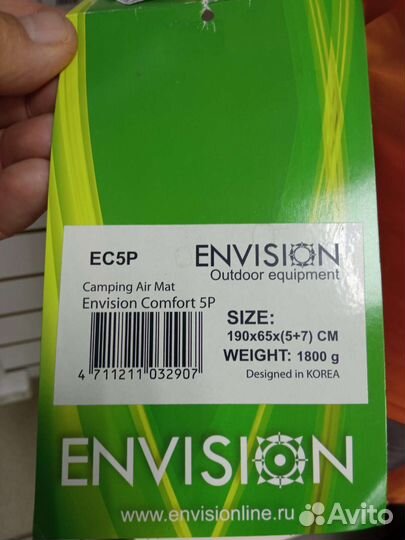 EC5P
ENVISION
Outdoor equipment
Camping Air Mat
Envision Comfort 5P
SIZE:
190x65x(5+7) CM
WEIGHT: 1800 g
Designed in KOREA
4 711211 032907
ENVISION
www.envisionline.ru
Avito